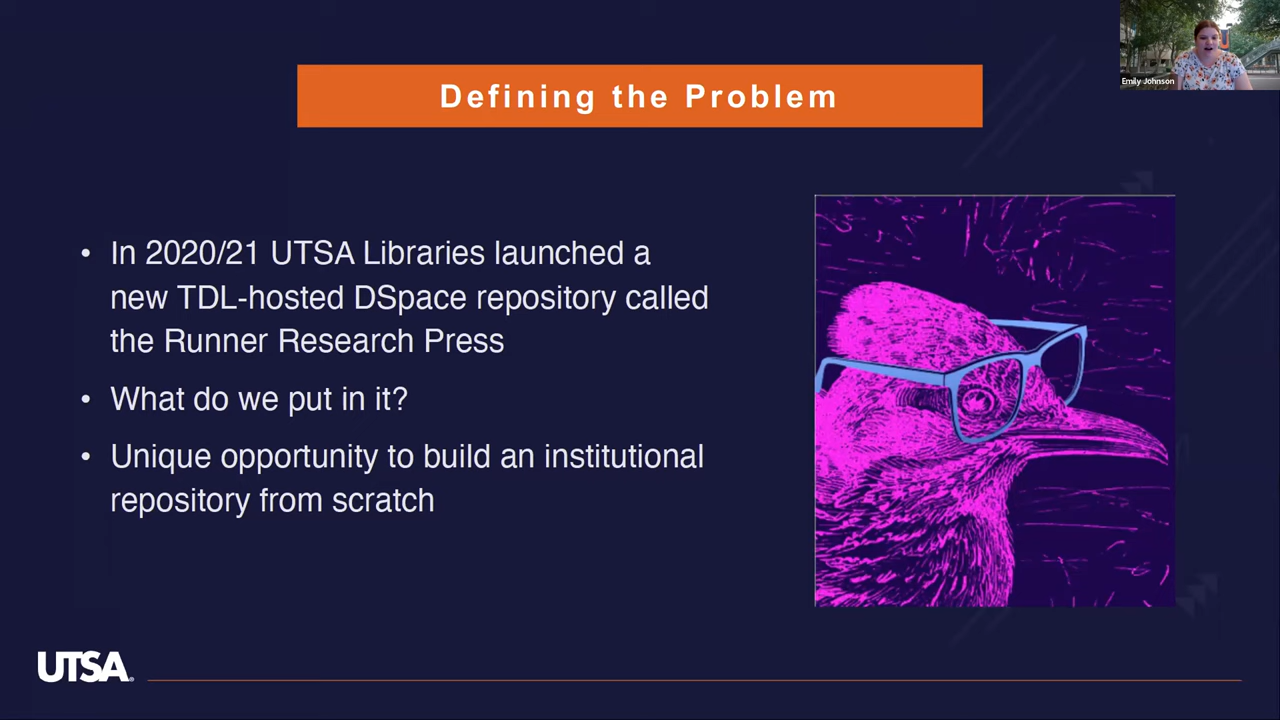 Emily Johnson
Defining the Problem
• In 2020/21 UTSA Libraries launched a
new TDL-hosted DSpace repository called
the Runner Research Press
• What do we put in it?
• Unique opportunity to build an institutional
repository from scratch
UTSA®